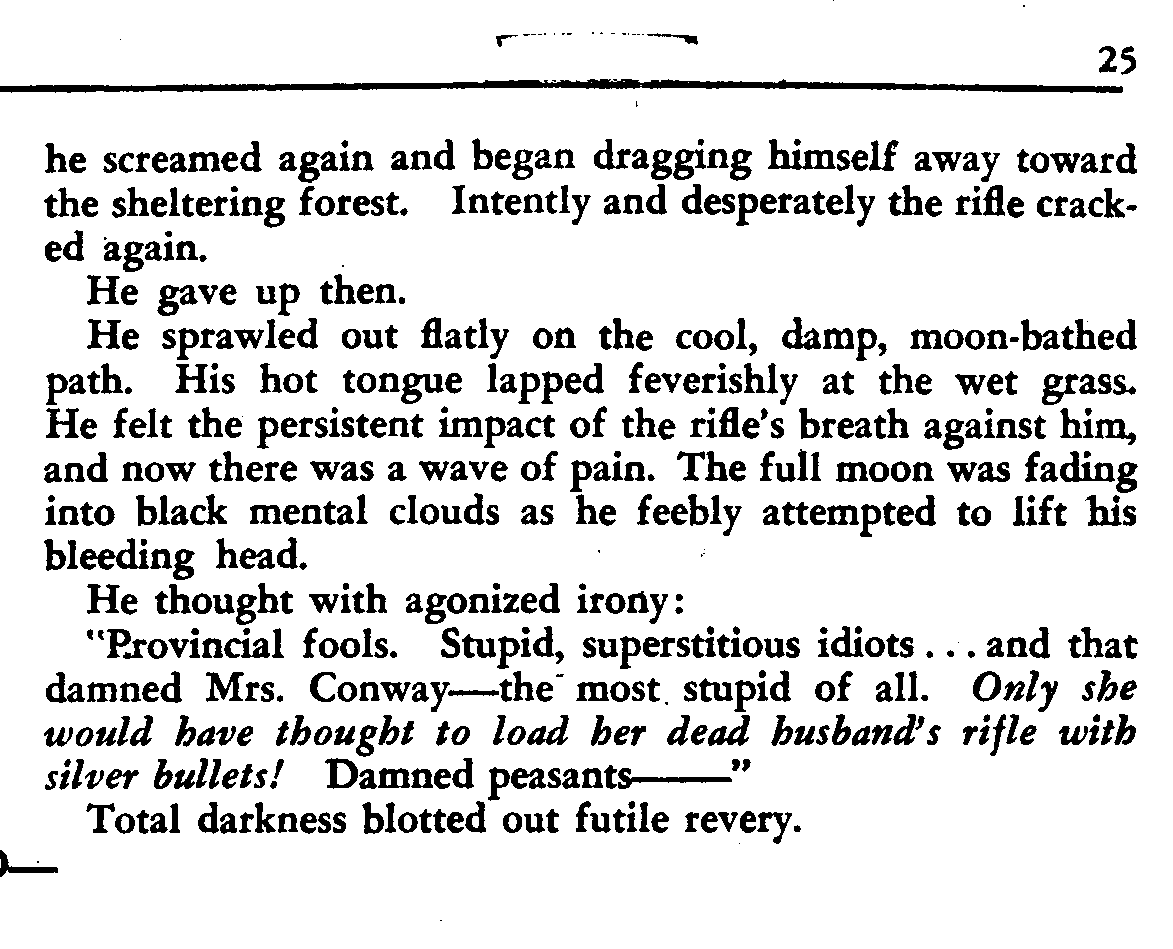 25
he screamed again and began dragging himself away toward
the sheltering forest. Intently and desperately the rifle crack-
ed again.
He gave up then.
He sprawled out flatly on the cool, damp, moon-bathed
path. His hot tongue lapped feverishly at the wet grass.
He felt the persistent impact of the rifle's breath against him,
and now there was a wave of pain. The full moon was fading
into black mental clouds as he feebly attempted to lift his
bleeding head.
He thought with agonized irony:
"Provincial fools. Stupid, superstitious idiots . . . and that
damned Mrs. Conway—the most stupid of all. Only she
would have thought to load her dead husband's rifle with
silver bullets! Damned peasants——"
Total darkness blotted out futile revery.